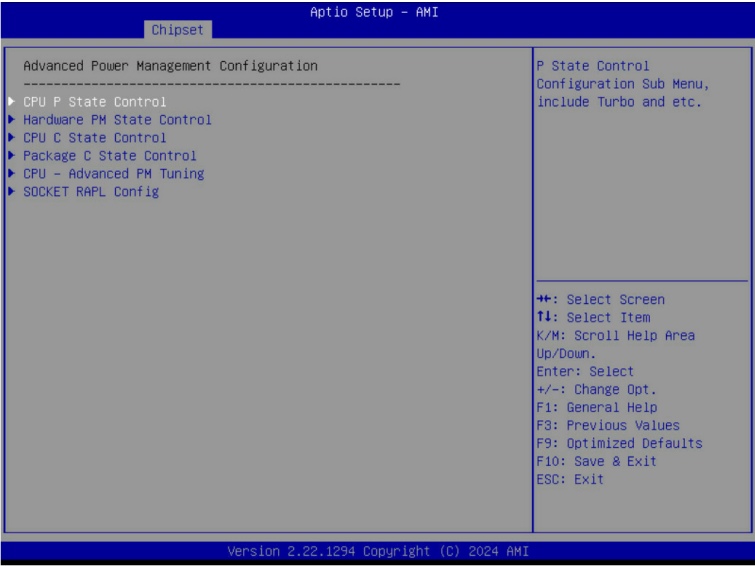 Aptio Setup – AMI
Chipset
Advanced Power Management Configuration
------------------------------------------------
CPU P State Control
Hardware PM State Control
CPU C State Control
Package C State Control
CPU – Advanced PM Tuning
SOCKET RAPL Config
P State Control
Configuration Sub Menu,
include Turbo and etc.
→←: Select Screen
↑↓: Select Item
K/M: Scroll Help Area
Up/Down.
Enter: Select
+/-: Change Opt.
F1: General Help
F3: Previous Values
F9: Optimized Defaults
F10: Save & Exit
ESC: Exit
Version 2.22.1294 Copyright (C) 2024 AMI